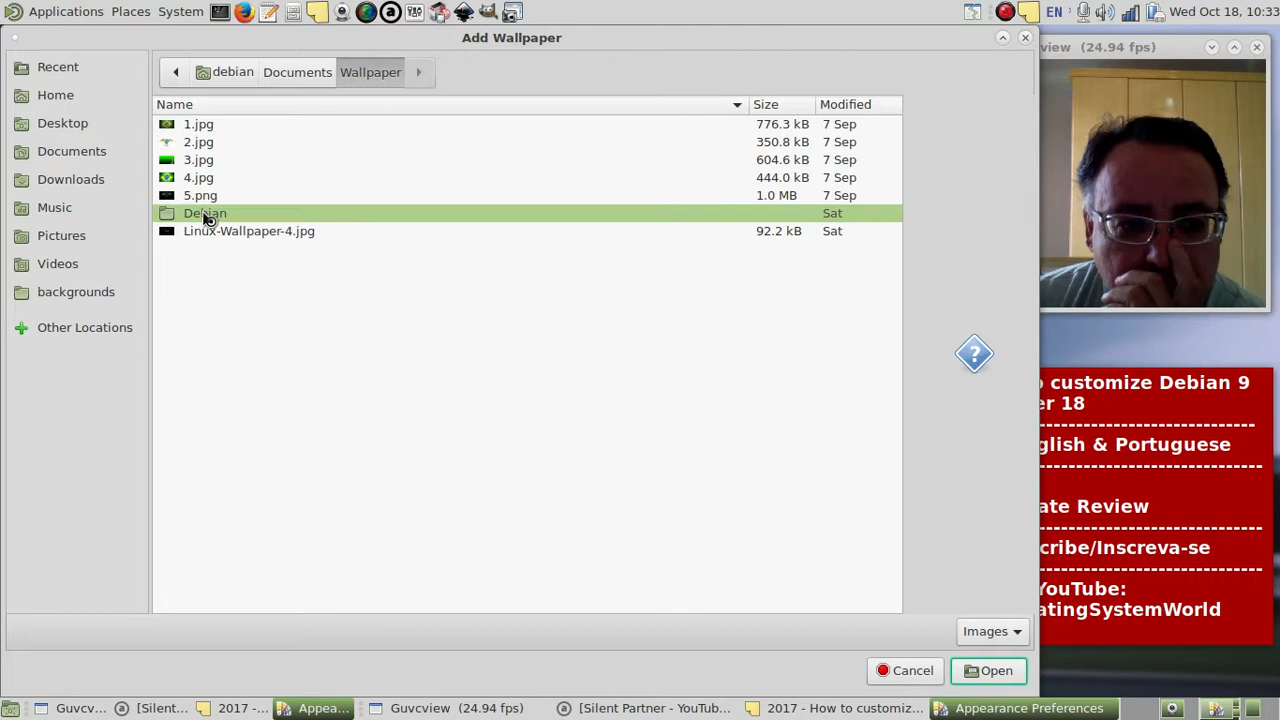 Applications Places System EN Wed Oct 18, 10:33
Add Wallpaper
view (24.94 fps)
Recent
Home
Desktop
Documents
Downloads
Music
Pictures
Videos
backgrounds
Other Locations
debian Documents Wallpaper
Name Size Modified
1.jpg 776.3 kB 7 Sep
2.jpg 350.8 kB 7 Sep
3.jpg 604.6 kB 7 Sep
4.jpg 444.0 kB 7 Sep
5.png 1.0 MB 7 Sep
Debian Sat
Linux-Wallpaper-4.jpg 92.2 kB Sat
o customize Debian 9
er 18
------------------------
glish & Portuguese
------------------------
ate Review
------------------------
cribe/Inscreva-se
------------------------
YouTube:
atingSystemWorld
Images
Cancel Open
Guvcv... [Silent... 2017 -... Appea... Guvcview (24.94 fps) [Silent Partner - YouTub... 2017 - How to customiz... Appearance Preferences